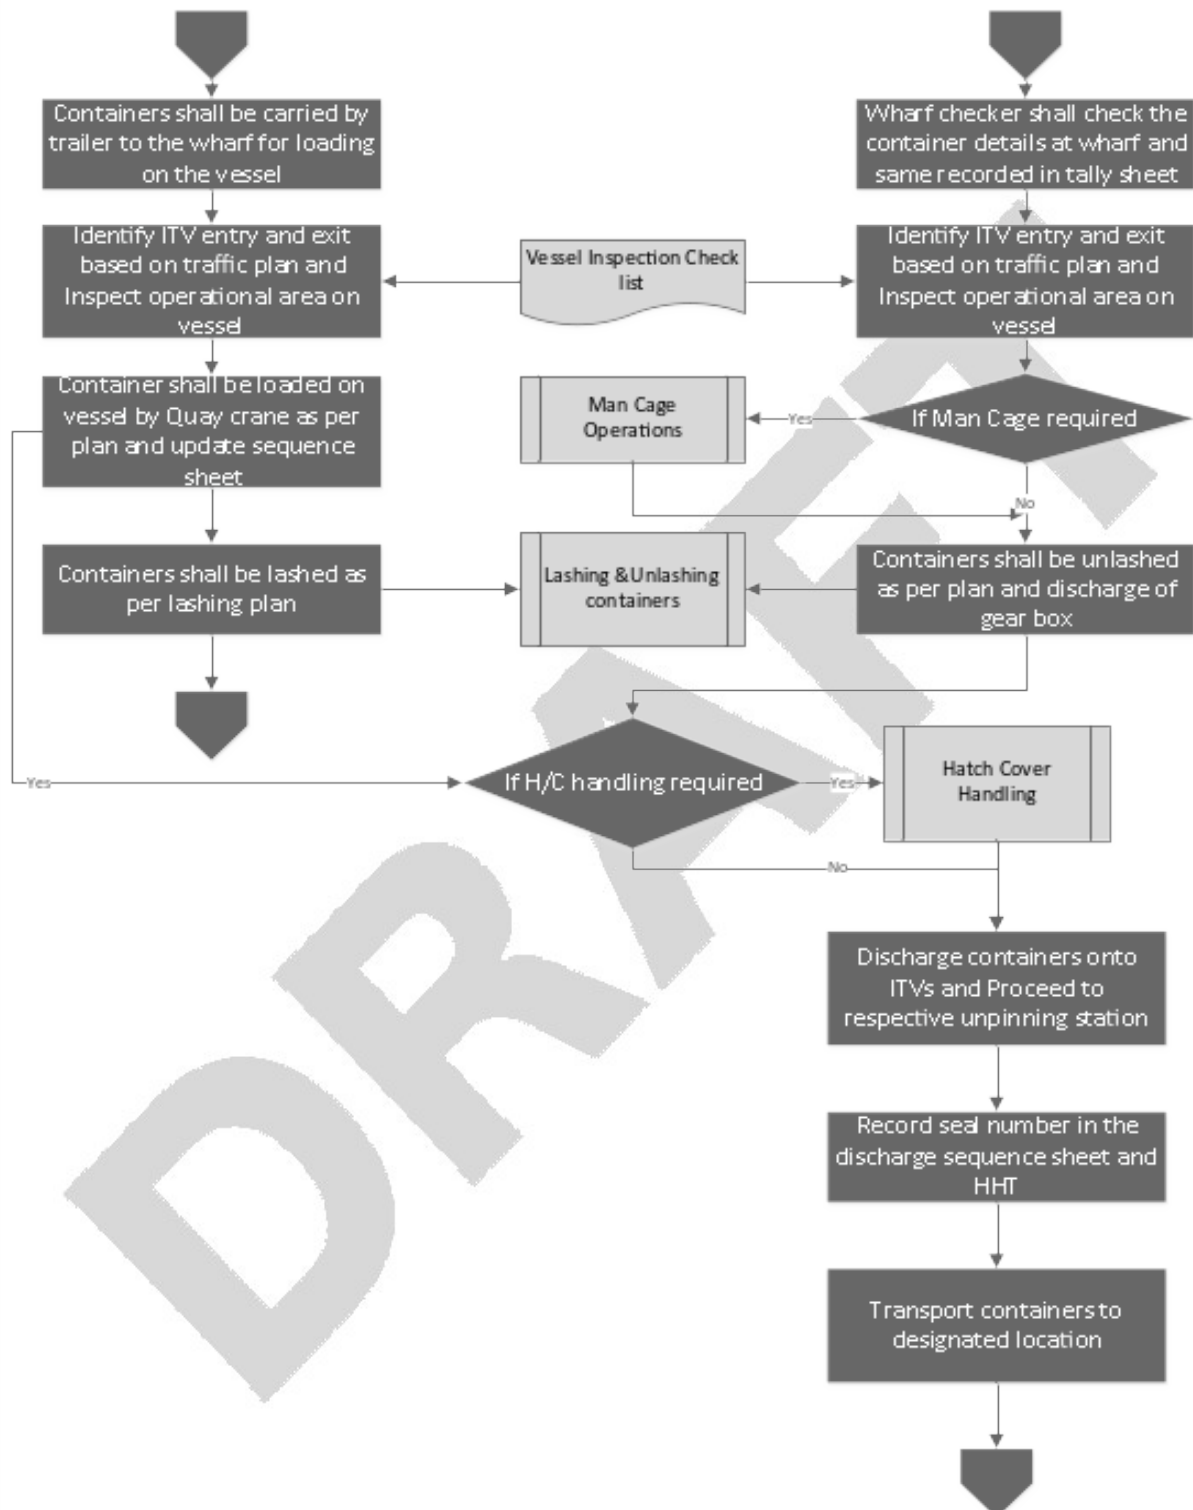 Containers shall be carried by
trailer to the wharf for loading
on the vessel
Wharf checker shall check the
container details at wharf and
same recorded in tally sheet
Identify ITV entry and exit
based on traffic plan and
Inspect operational area on
vessel
Vessel Inspection Check
list
Identify ITV entry and exit
based on traffic plan and
Inspect operational area on
vessel
Container shall be loaded on
vessel by Quay crane as per
plan and update sequence
sheet
Man Cage
Operations
Yes
If Man Cage required
No
Containers shall be lashed as
per lashing plan
Lashing &Unlashing
containers
Containers shall be unlashed
as per plan and discharge of
gear box
Yes
If H/C handling required
Yes
Hatch Cover
Handling
No
Discharge containers onto
ITVs and Proceed to
respective unpinning station
Record seal number in the
discharge sequence sheet and
HHT
Transport containers to
designated location
DRAFT